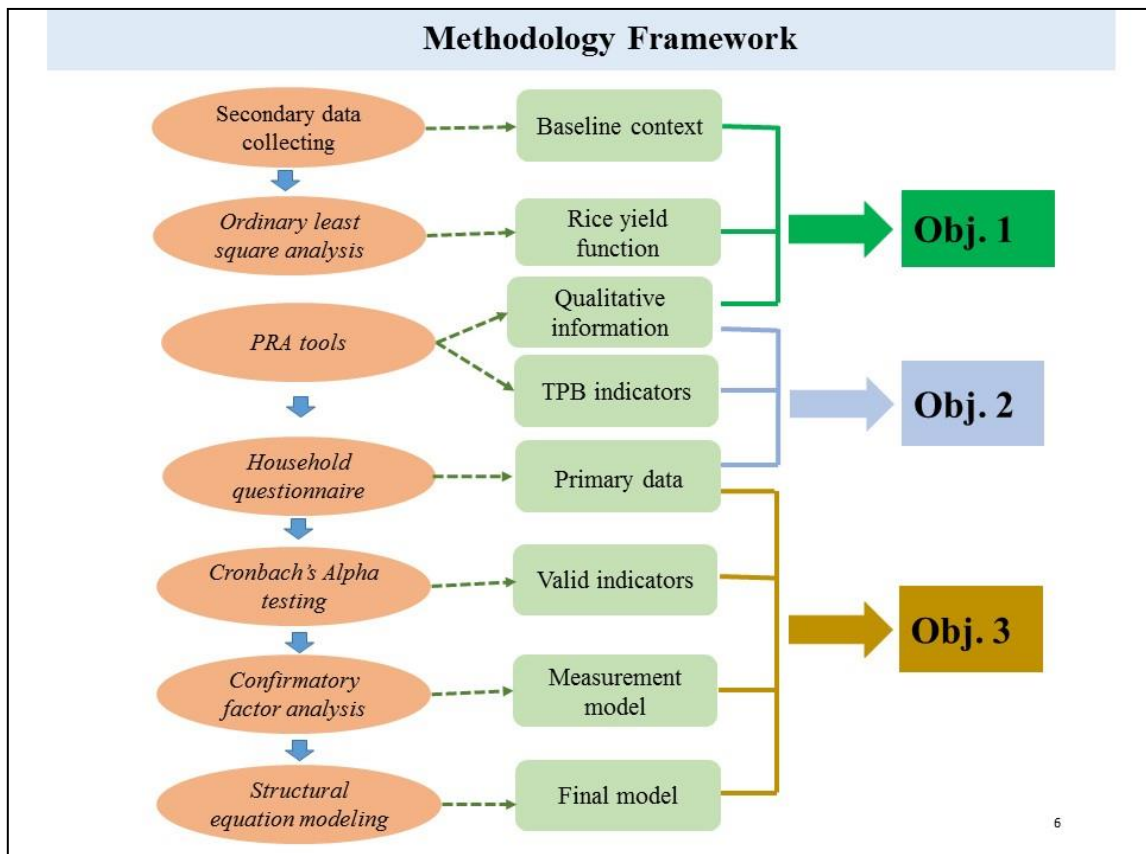 Methodology Framework
Secondary data
collecting
Baseline context
Ordinary least
square analysis
Rice yield
function
Obj. 1
PRA tools
Qualitative
information
TPB indicators
Obj. 2
Household
questionnaire
Primary data
Cronbach’s Alpha
testing
Valid indicators
Obj. 3
Confirmatory
factor analysis
Measurement
model
Structural
equation modeling
Final model
6